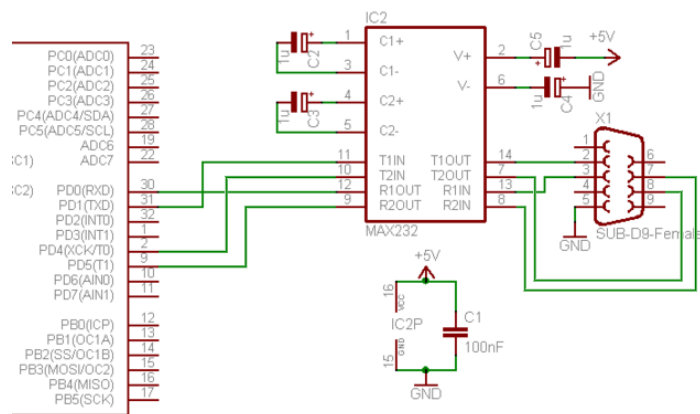 PC0(ADC0) 23
PC1(ADC1) 24
PC2(ADC2) 25
PC3(ADC3) 26
PC4(ADC4/SDA) 27
PC5(ADC5/SCL) 28
ADC6 19
ADC7 22
SC1)
SC2)
PD0(RXD) 30
PD1(TXD) 31
PD2(INT0) 32
PD3(INT1) 1
PD4(XCK/T0) 2
PD5(T1) 9
PD6(AIN0) 10
PD7(AIN1) 11
PB0(ICP) 12
PB1(OC1A) 13
PB2(SS/OC1B) 14
PB3(MOSI/OC2) 15
PB4(MISO) 16
PB5(SCK) 17
1u + C2
1u + C3
IC2
1 C1+
3 C1-
4 C2+
5 C2-
V+ 2
V- 6
11 T1IN T1OUT 14
10 T2IN T2OUT 7
12 R1OUT R1IN 13
9 R2OUT R2IN 8
MAX232
C5 + 1u
+5V
1u + C4
GND
X1
1
2
3
4
5
6
7
8
9
GND
SUB-D9-Female
+5V
16 VCC
IC2P
15 GND
C1
100nF
GND